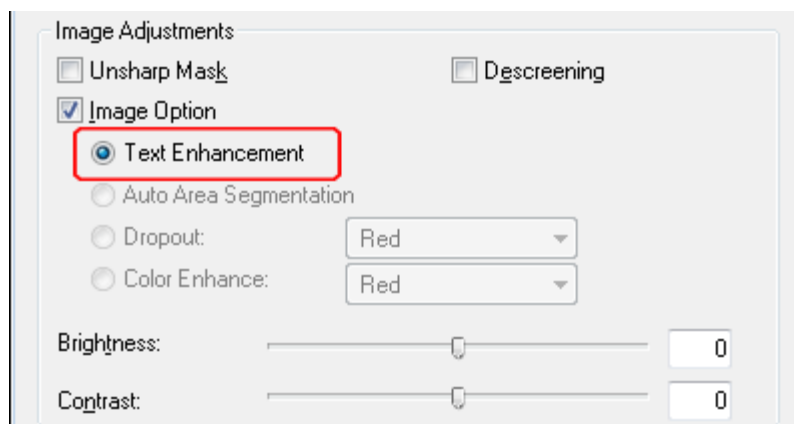 Image Adjustments
Unsharp Mask Descreening
Image Option
Text Enhancement
Auto Area Segmentation
Dropout: Red
Color Enhance: Red
Brightness: 0
Contrast: 0